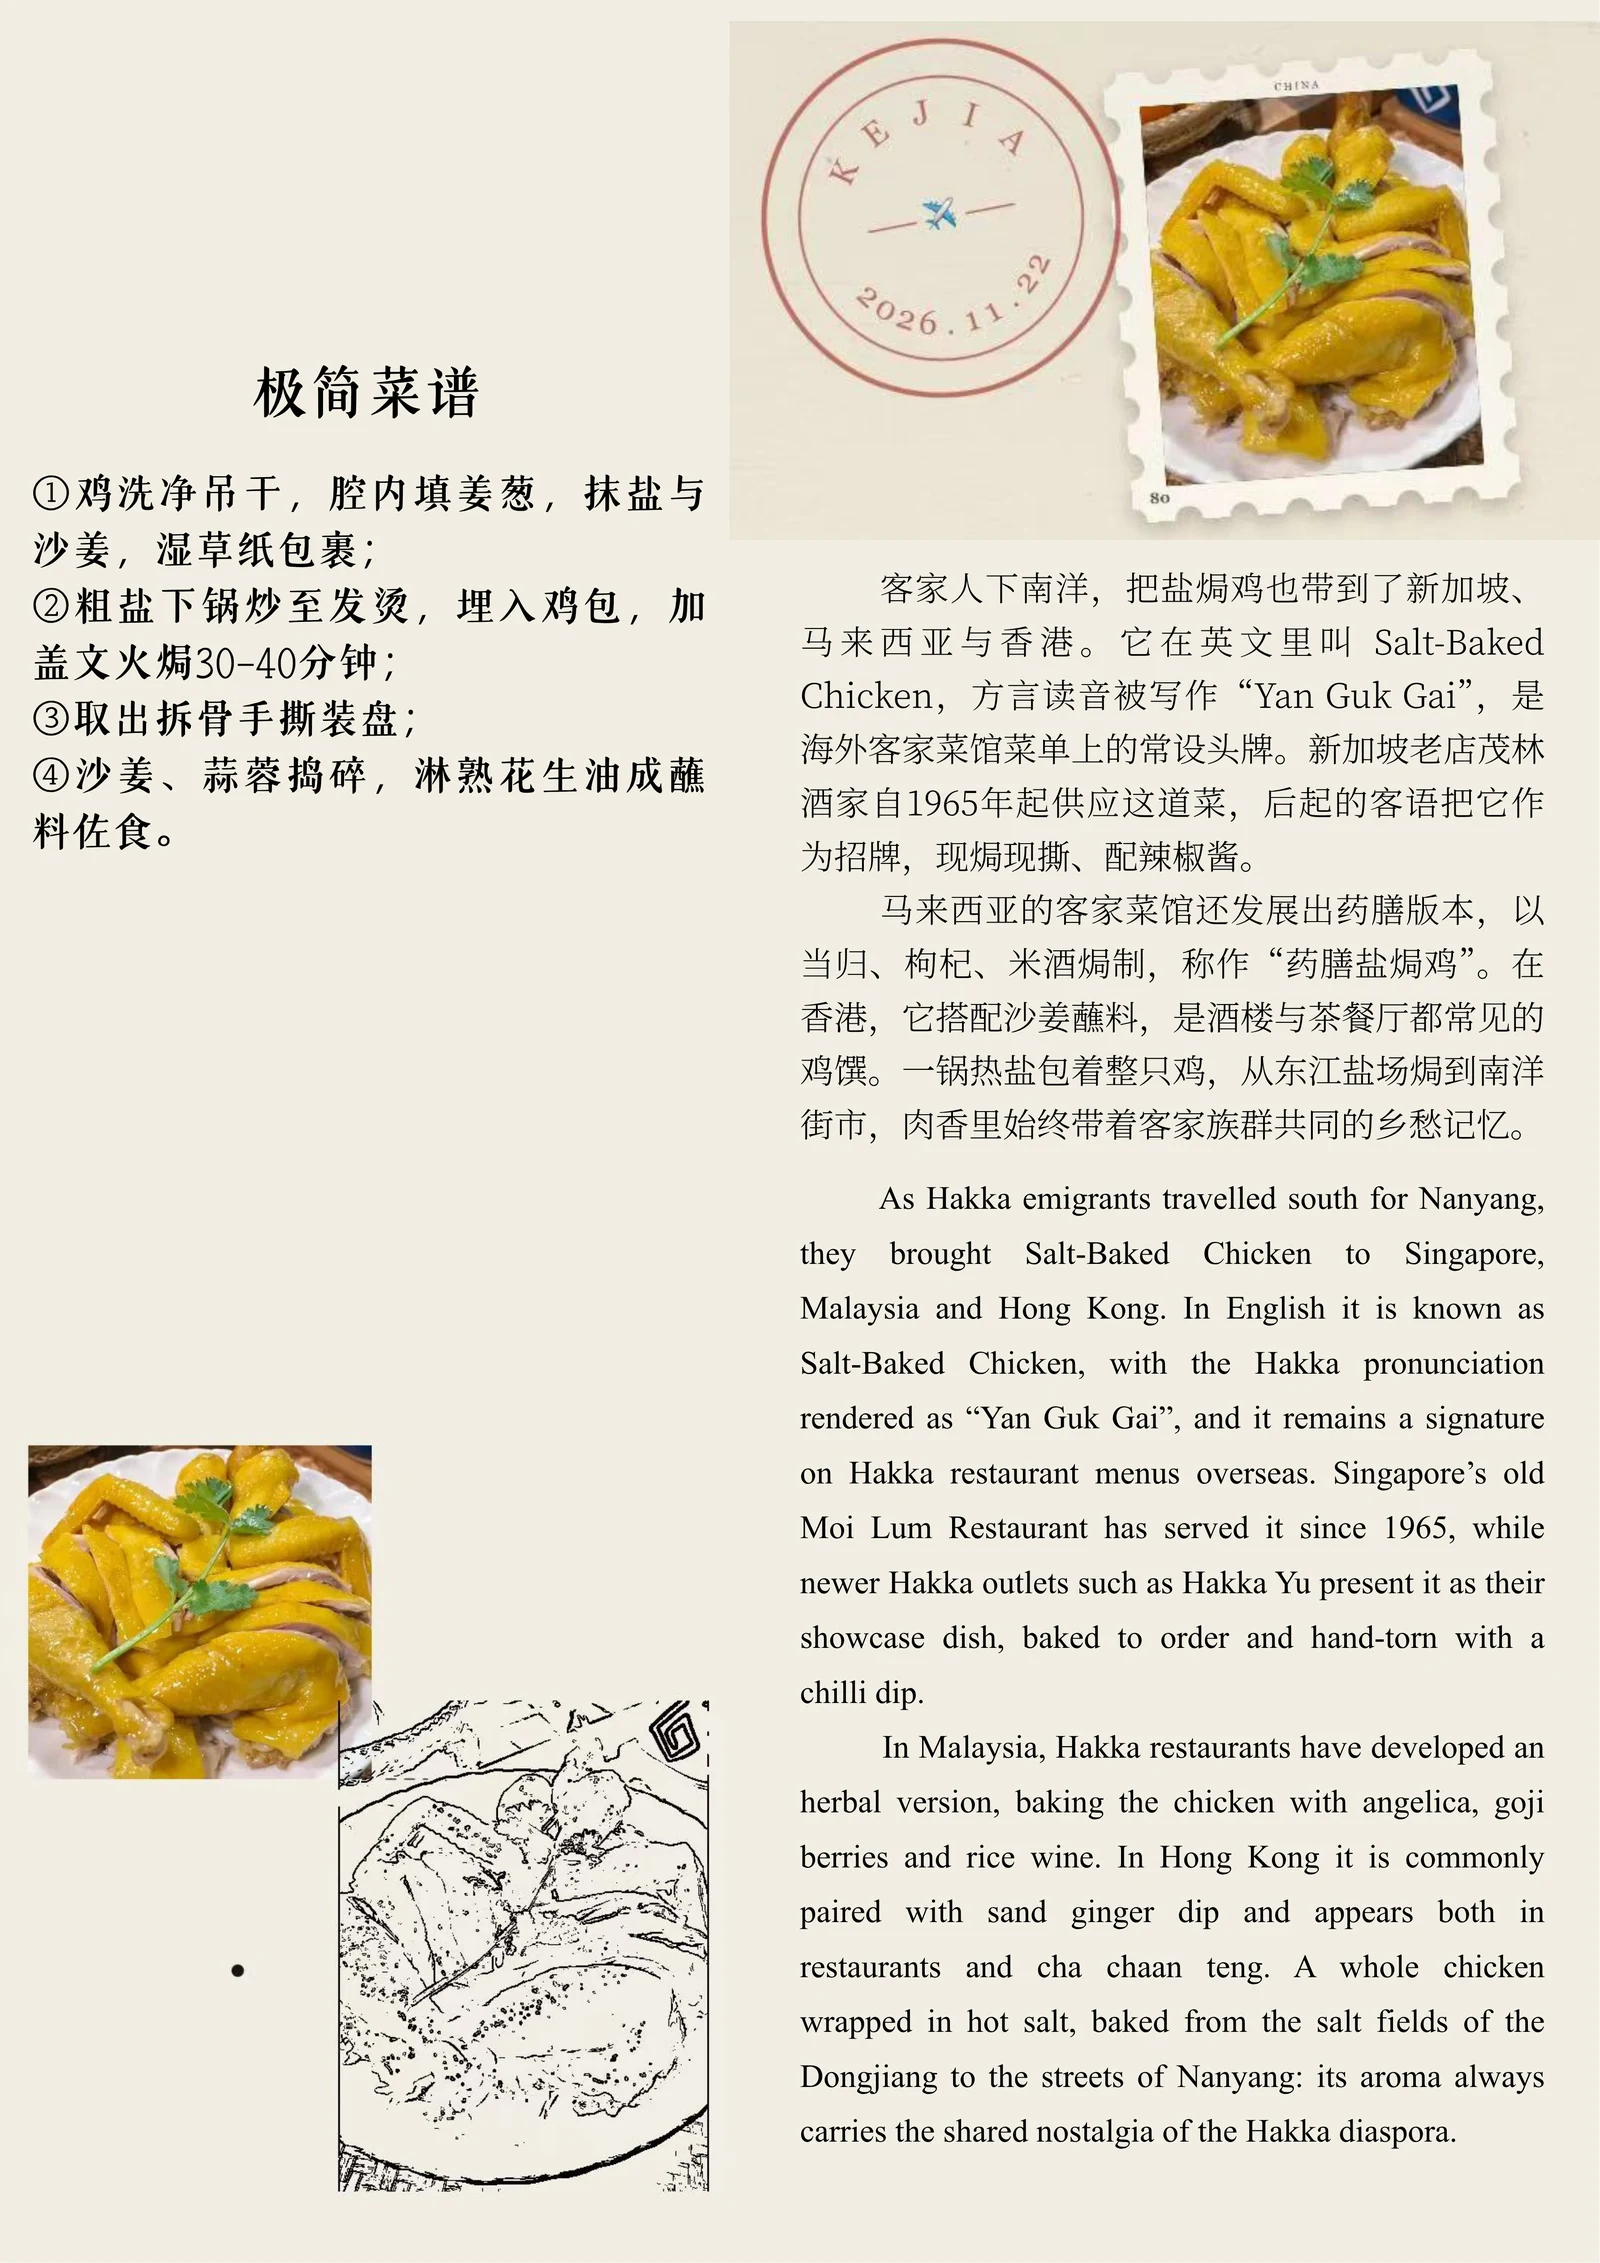 极简菜谱
①鸡洗净吊干，腔内填姜葱，抹盐与
沙姜，湿草纸包裹；
②粗盐下锅炒至发烫，埋入鸡包，加
盖文火焗30-40分钟；
③取出拆骨手撕装盘；
④沙姜、蒜蓉捣碎，淋熟花生油成蘸
料佐食。
KEJIA
2026.11.22
CHINA
80
客家人下南洋，把盐焗鸡也带到了新加坡、
马来西亚与香港。它在英文里叫 Salt-Baked
Chicken，方言读音被写作“Yan Guk Gai”，是
海外客家菜馆菜单上的常设头牌。新加坡老店茂林
酒家自1965年起供应这道菜，后起的客语把它作
为招牌，现焗现撕、配辣椒酱。
马来西亚的客家菜馆还发展出药膳版本，以
当归、枸杞、米酒焗制，称作“药膳盐焗鸡”。在
香港，它搭配沙姜蘸料，是酒楼与茶餐厅都常见的
鸡馔。一锅热盐包着整只鸡，从东江盐场焗到南洋
街市，肉香里始终带着客家族群共同的乡愁记忆。
As Hakka emigrants travelled south for Nanyang,
they brought Salt-Baked Chicken to Singapore,
Malaysia and Hong Kong. In English it is known as
Salt-Baked Chicken, with the Hakka pronunciation
rendered as “Yan Guk Gai”, and it remains a signature
on Hakka restaurant menus overseas. Singapore’s old
Moi Lum Restaurant has served it since 1965, while
newer Hakka outlets such as Hakka Yu present it as their
showcase dish, baked to order and hand-torn with a
chilli dip.
In Malaysia, Hakka restaurants have developed an
herbal version, baking the chicken with angelica, goji
berries and rice wine. In Hong Kong it is commonly
paired with sand ginger dip and appears both in
restaurants and cha chaan teng. A whole chicken
wrapped in hot salt, baked from the salt fields of the
Dongjiang to the streets of Nanyang: its aroma always
carries the shared nostalgia of the Hakka diaspora.